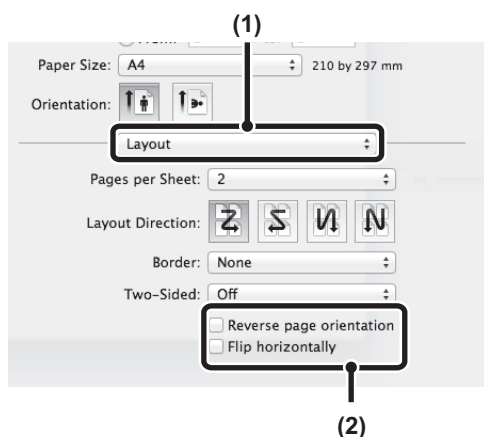 (1)
Paper Size: A4 210 by 297 mm
Orientation:
Layout
Pages per Sheet: 2
Layout Direction:
Border: None
Two-Sided: Off
Reverse page orientation
Flip horizontally
(2)